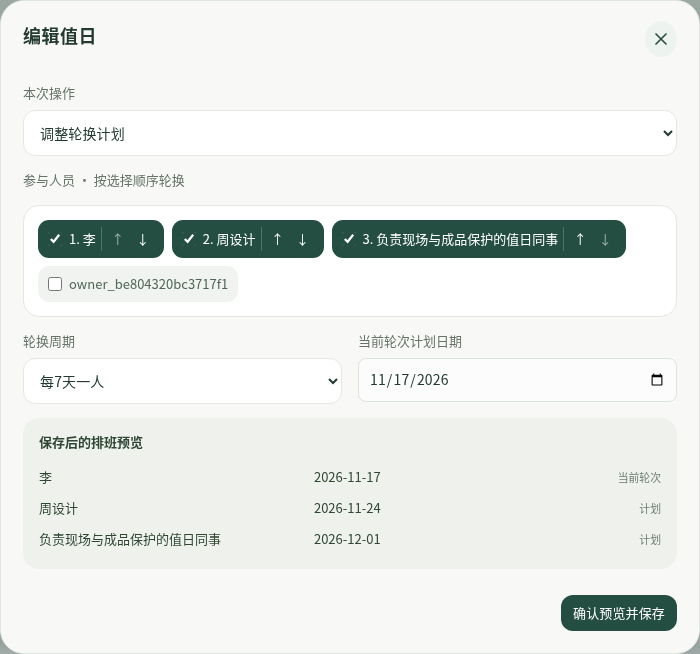 编辑值日
本次操作
调整轮换计划
参与人员 · 按选择顺序轮换
1. 李 ↑ ↓ 2. 周设计 ↑ ↓ 3. 负责现场与成品保护的值日同事 ↑ ↓
owner_be804320bc3717f1
轮换周期 当前轮次计划日期
每7天一人 11/17/2026
保存后的排班预览
李 2026-11-17 当前轮次
周设计 2026-11-24 计划
负责现场与成品保护的值日同事 2026-12-01 计划
确认预览并保存